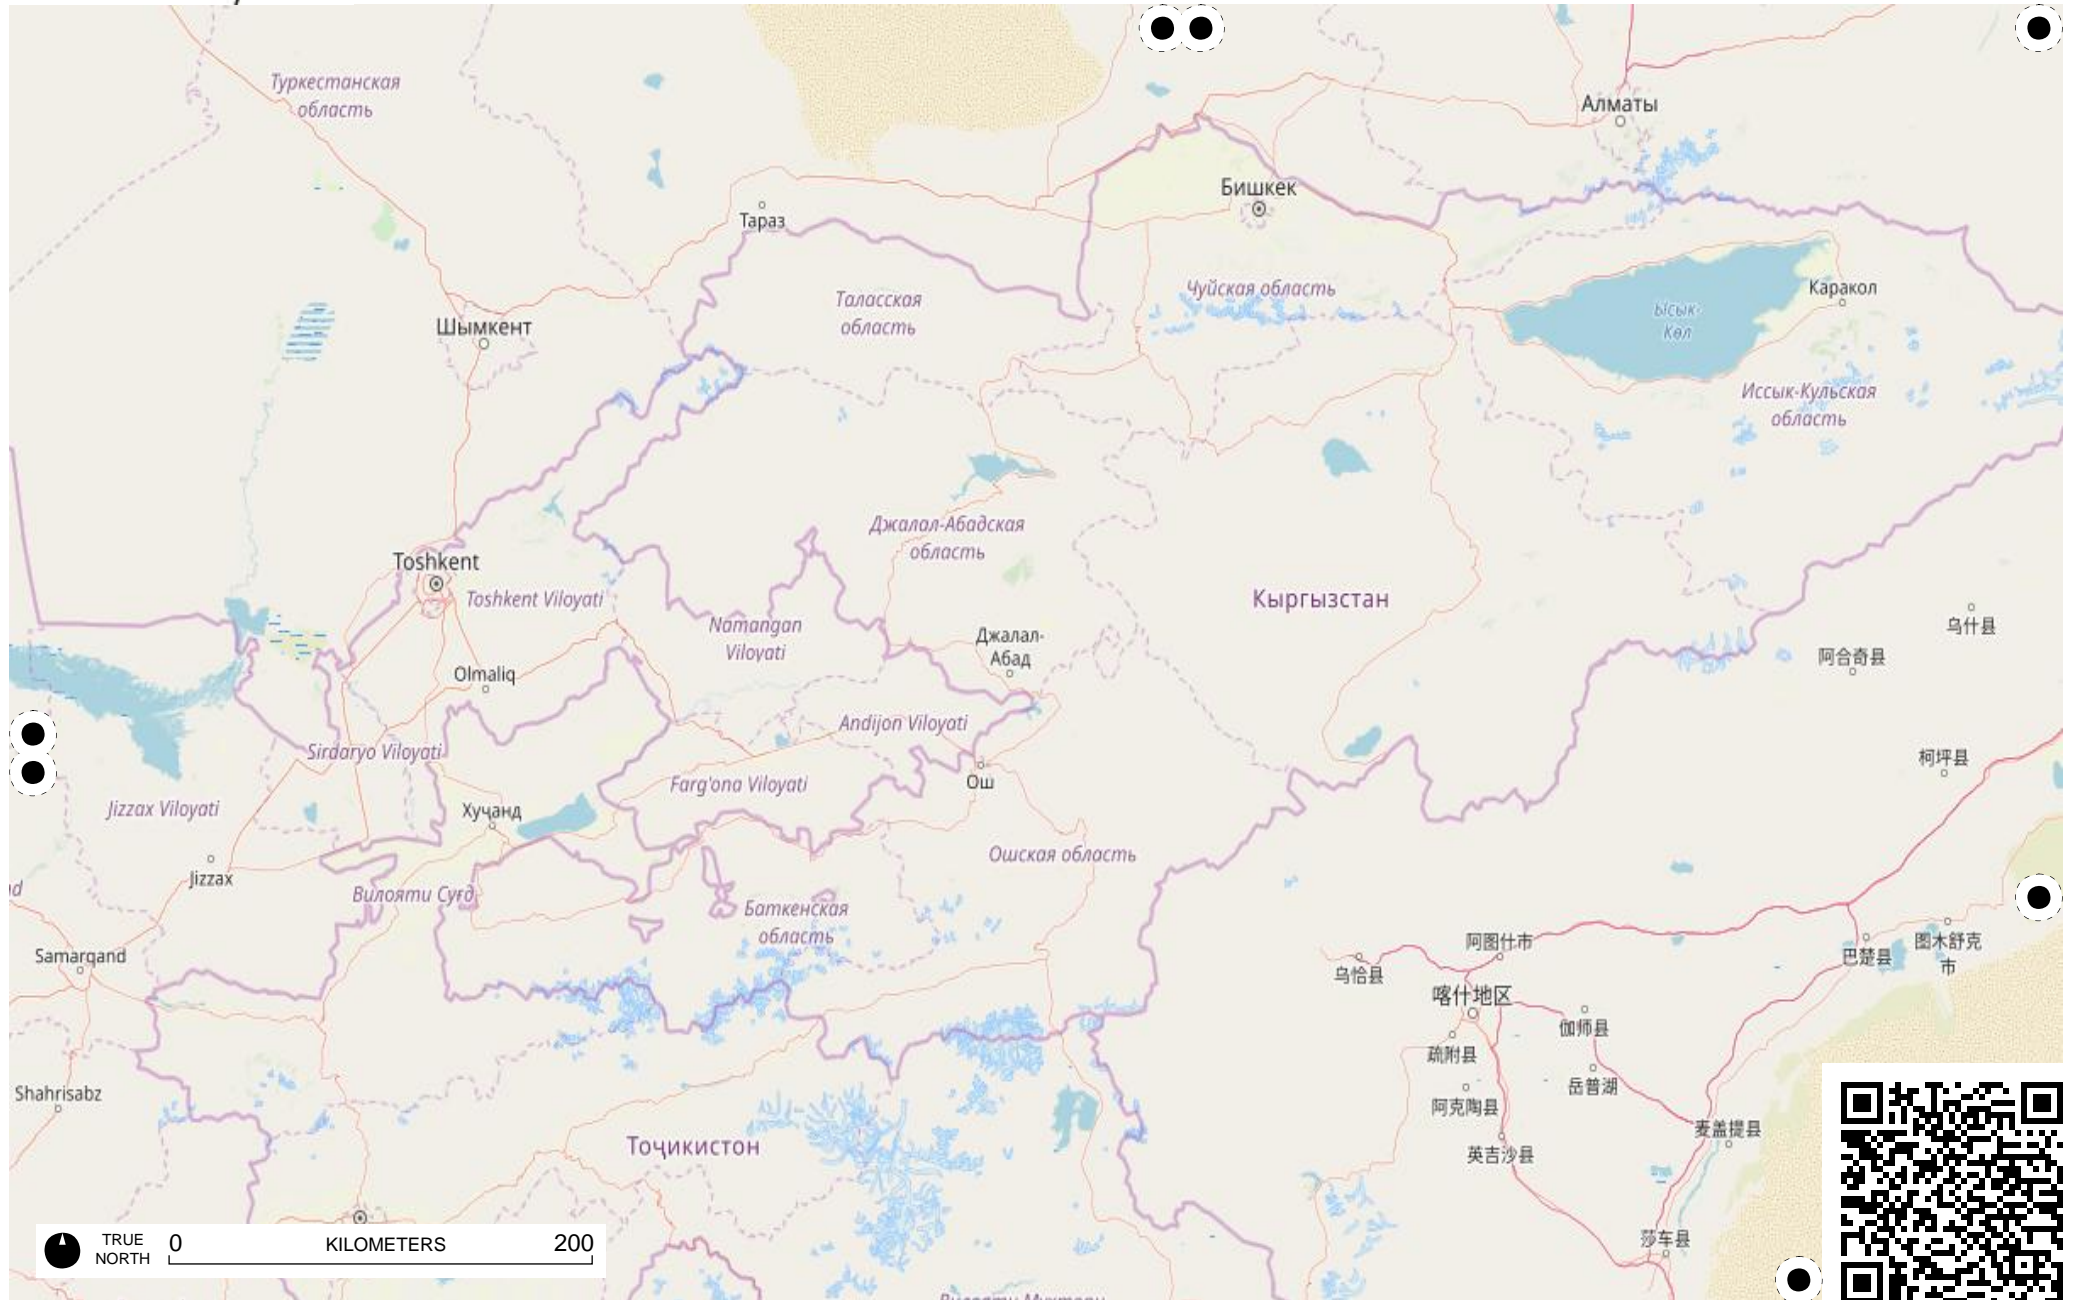 Туркестанская
область
Алматы
Бишкек
Тараз
Чуйская область
Каракол
Таласская
область
Ысык-
Көл
Шымкент
Иссык-Кульская
область
Джалал-Абадская
область
Toshkent
Toshkent Viloyati
Кыргызстан
Namangan
Viloyati
乌什县
Джалал-
Абад
阿合奇县
Olmaliq
Andijon Viloyati
Sirdaryo Viloyati
柯坪县
Ош
Farg'ona Viloyati
Jizzax Viloyati
Хуҷанд
Ошская область
Jizzax
Вилояти Суғд
Баткенская
область
阿图什市
图木舒克
市
Samarqand
巴楚县
乌恰县
喀什地区
伽师县
疏附县
岳普湖
Shahrisabz
阿克陶县
麦盖提县
Тоҷикистон
英吉沙县
莎车县
TRUE
NORTH
0
KILOMETERS
200